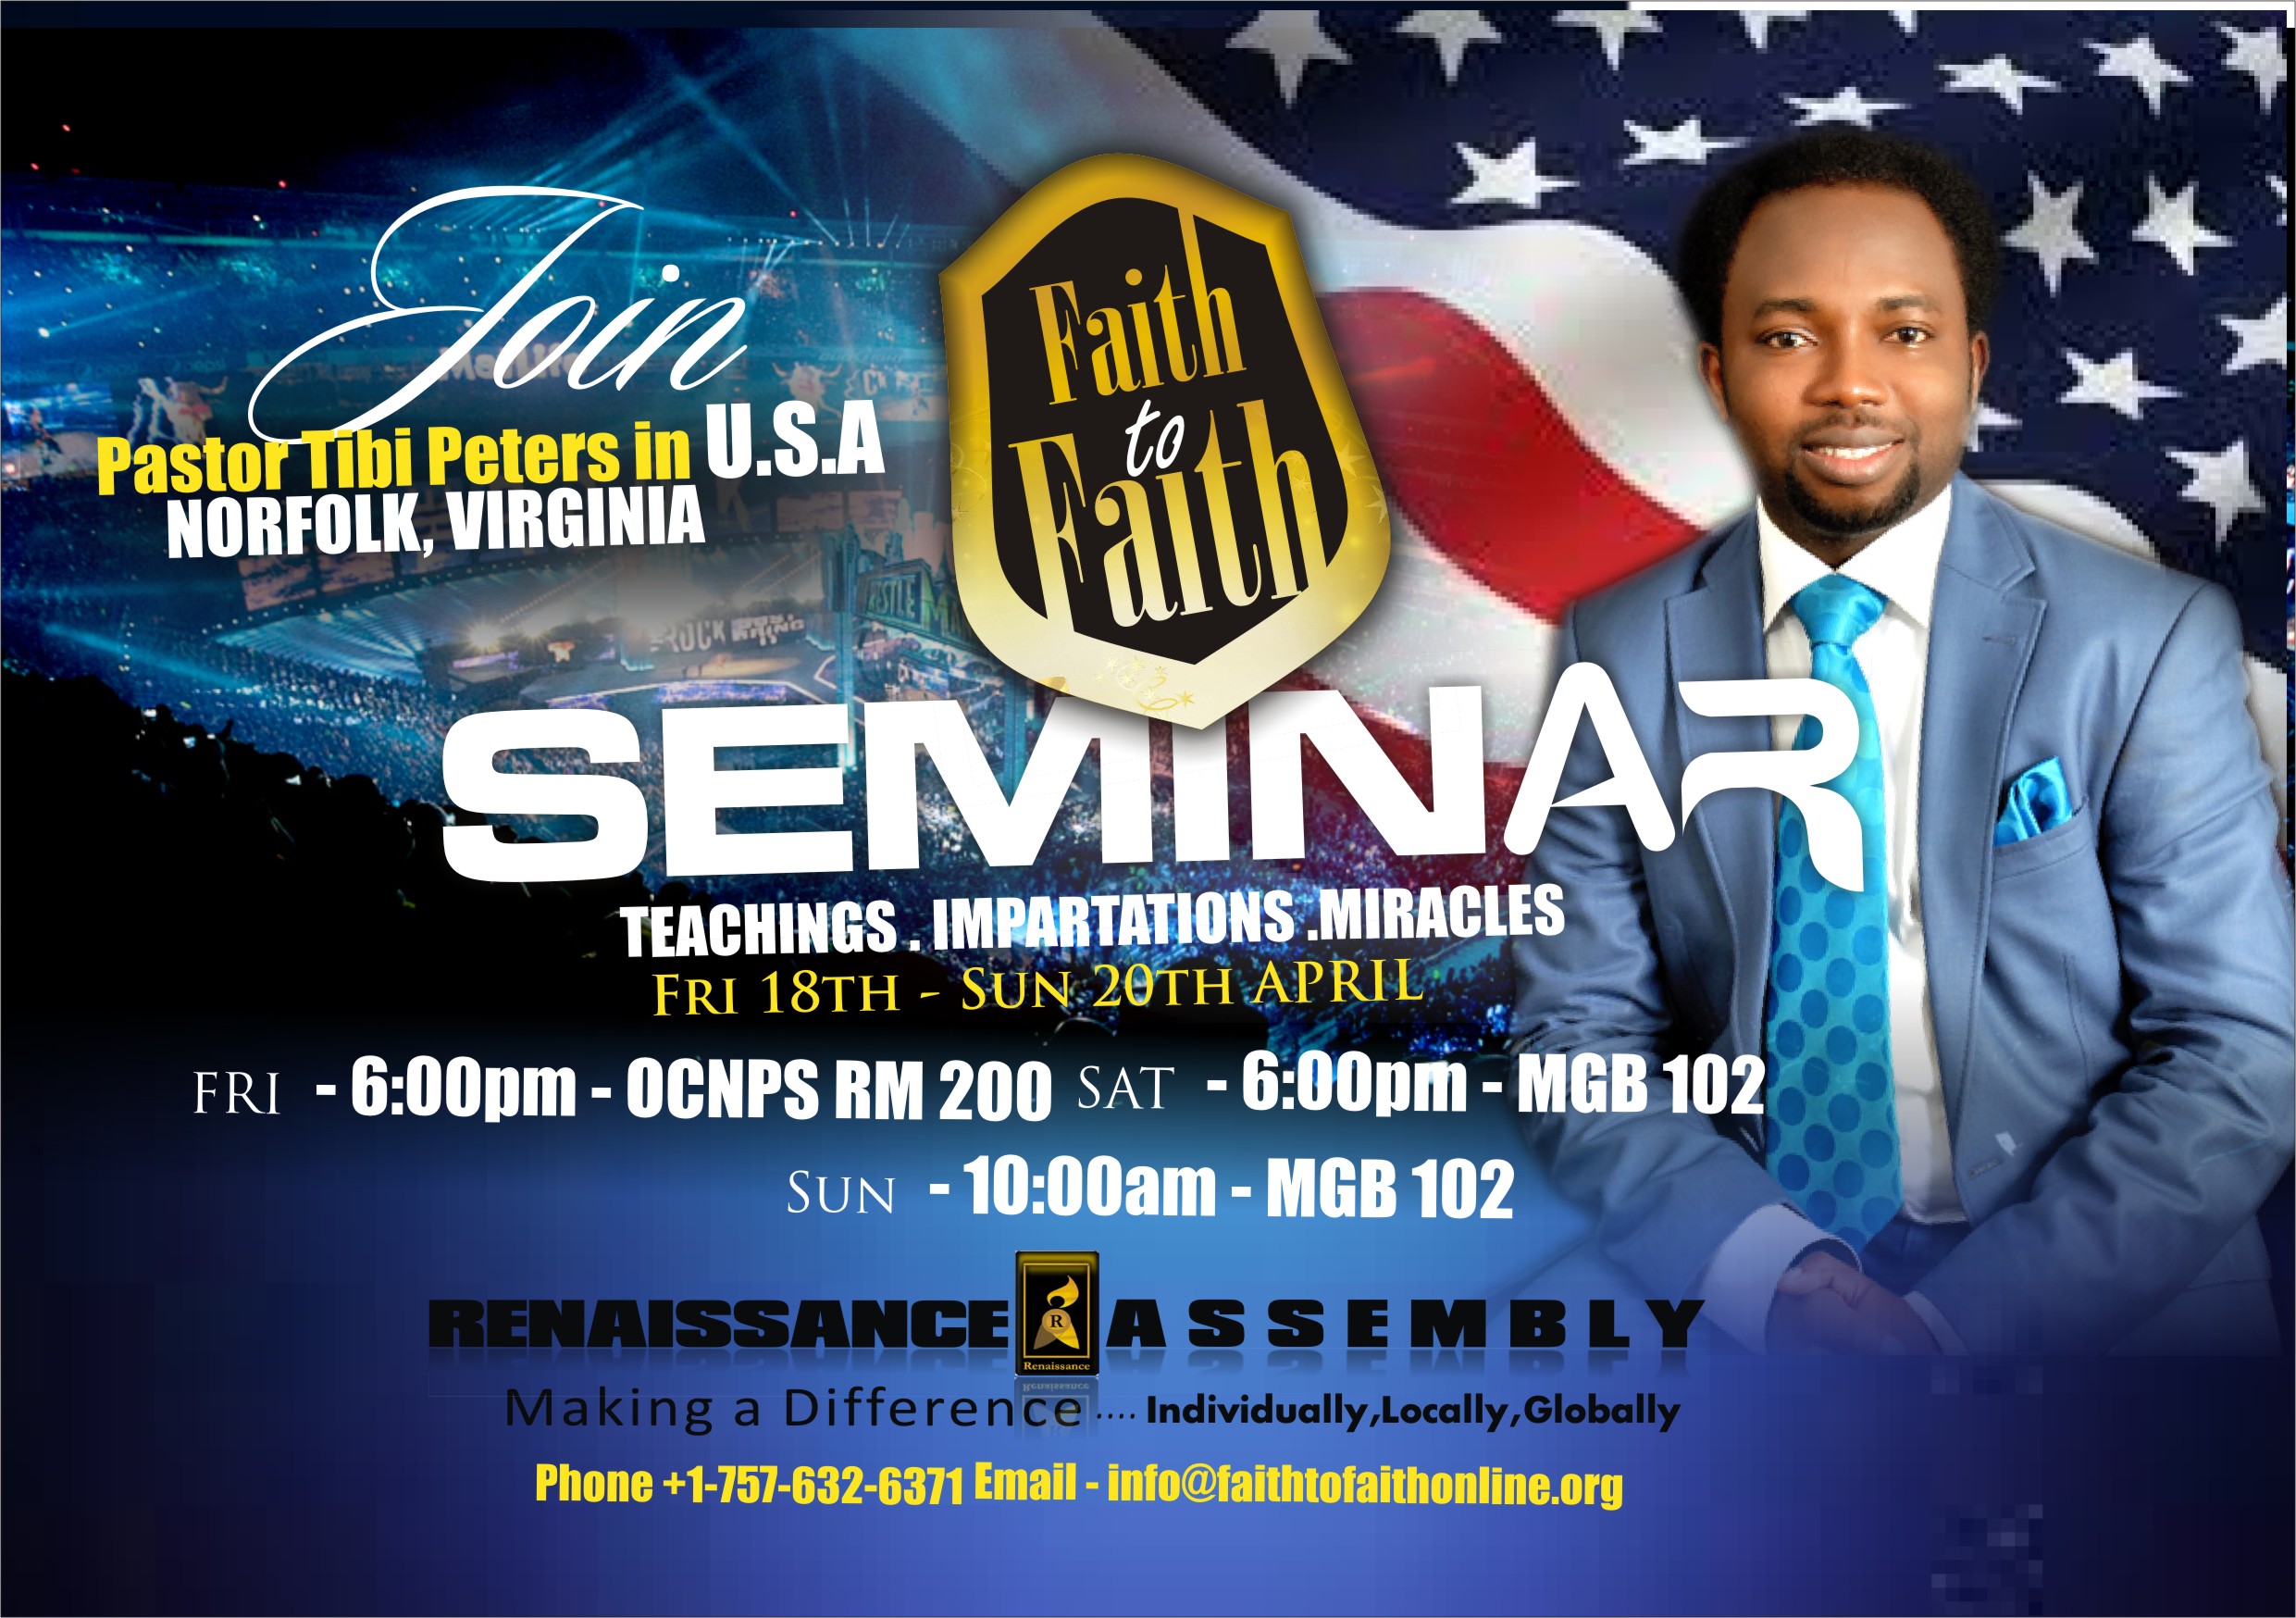 Join
Pastor Tibi Peters in U.S.A
NORFOLK, VIRGINIA
Faith
to
Faith
SEMINAR
TEACHINGS . IMPARTATIONS .MIRACLES
FRI 18TH - SUN 20TH APRIL
FRI - 6:00pm - OCNPS RM 200 SAT - 6:00pm - MGB 102
SUN - 10:00am - MGB 102
RENAISSANCE R Renaissance ASSEMBLY
Making a Difference .... Individually,Locally,Globally
Phone +1-757-632-6371 Email - info@faithtofaithonline.org